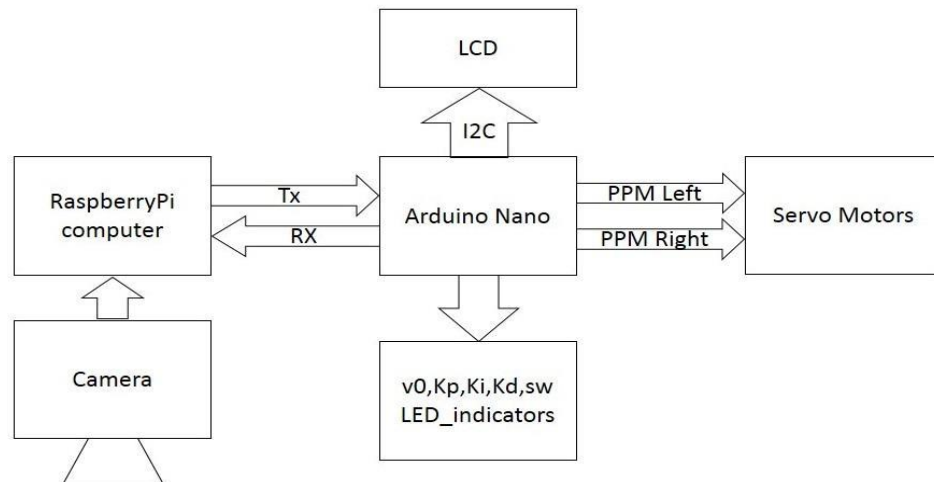 LCD
I2C
RaspberryPi
computer
Tx
RX
Arduino Nano
PPM Left
PPM Right
Servo Motors
Camera
v0,Kp,Ki,Kd,sw
LED_indicators